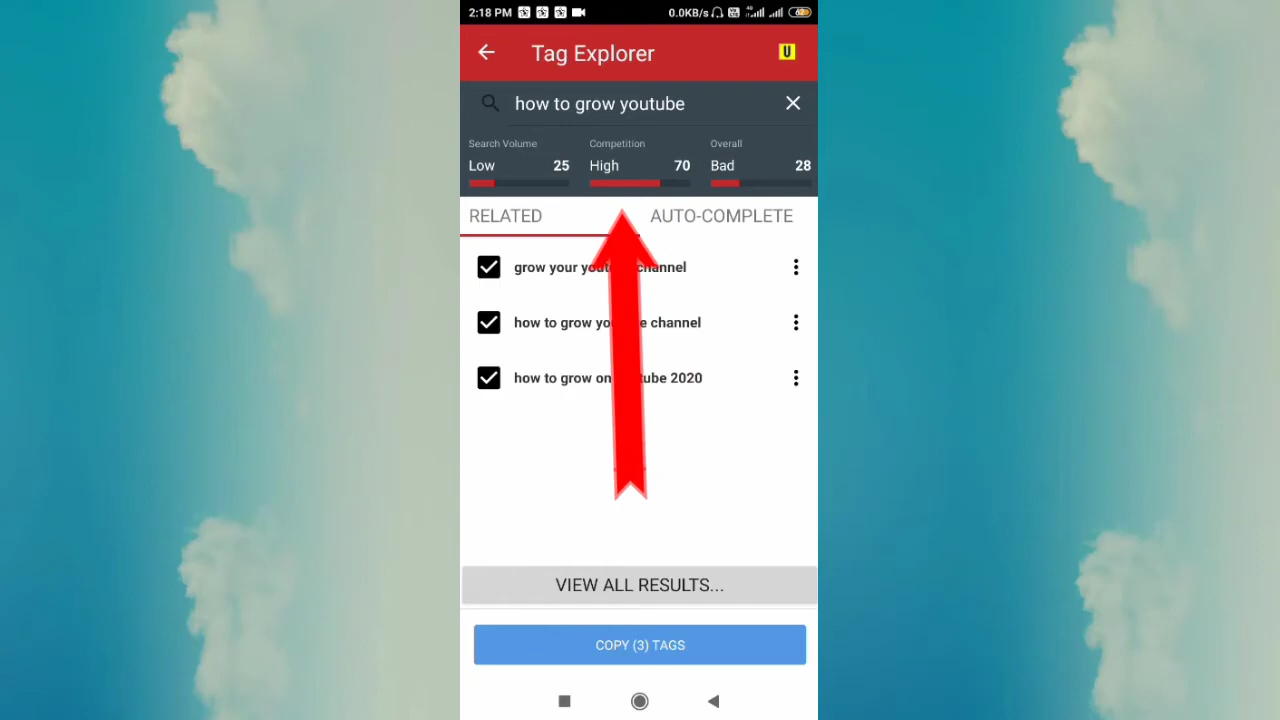 2:18 PM 0.0KB/s 4G 62
Tag Explorer U
how to grow youtube
Search Volume Competition Overall
Low 25 High 70 Bad 28
RELATED AUTO-COMPLETE
grow your channel
how to grow channel
how to grow on 2020
VIEW ALL RESULTS...
COPY (3) TAGS